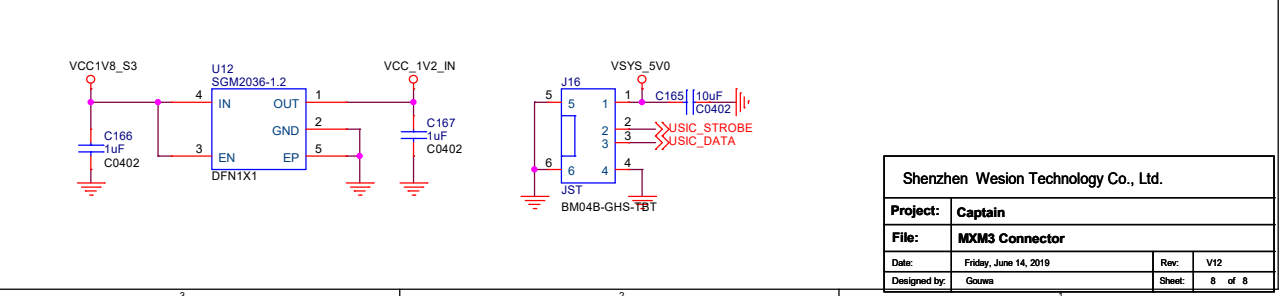 VCC1V8_S3
U12
SGM2036-1.2
VCC_1V2_IN
4 IN OUT 1
GND 2
3 EN EP 5
DFN1X1
C166
1uF
C0402
C167
1uF
C0402
VSYS_5V0
J16
5 5 1 1
C165 10uF
C0402
2 2 USIC_STROBE
3 3 USIC_DATA
6 6 4 4
JST
BM04B-GHS-TBT
Shenzhen Wesion Technology Co., Ltd.
Project: Captain
File: MXM3 Connector
Date: Friday, June 14, 2019 Rev: V12
Designed by: Gouwa Sheet: 8 of 8
3 2 1